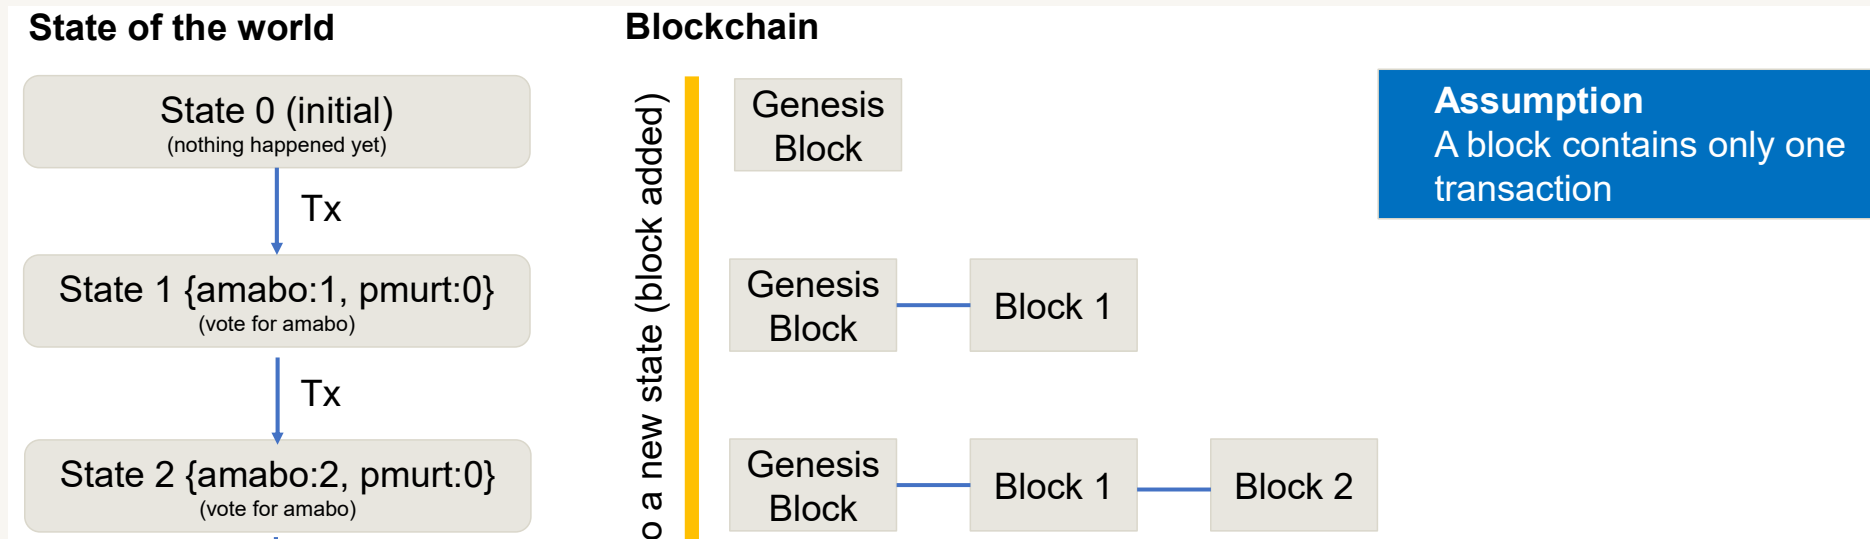 State of the world
State 0 (initial)
(nothing happened yet)
Tx
State 1 {amabo:1, pmurt:0}
(vote for amabo)
Tx
State 2 {amabo:2, pmurt:0}
(vote for amabo)
Blockchain
o a new state (block added)
Genesis
Block
Genesis
Block
Block 1
Genesis
Block
Block 1
Block 2
Assumption
A block contains only one
transaction